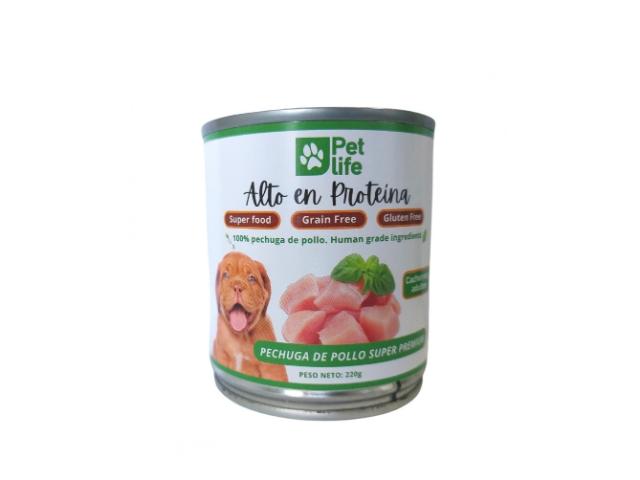 Pet
life
Alto en Proteína
Super food Grain Free Gluten Free
100% pechuga de pollo. Human grade ingredients
PECHUGA DE POLLO SUPER PREMIUM
PESO NETO: 220g